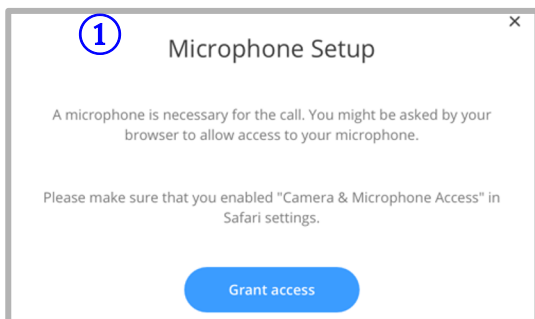 ①
×
Microphone Setup
A microphone is necessary for the call. You might be asked by your
browser to allow access to your microphone.
Please make sure that you enabled "Camera & Microphone Access" in
Safari settings.
Grant access